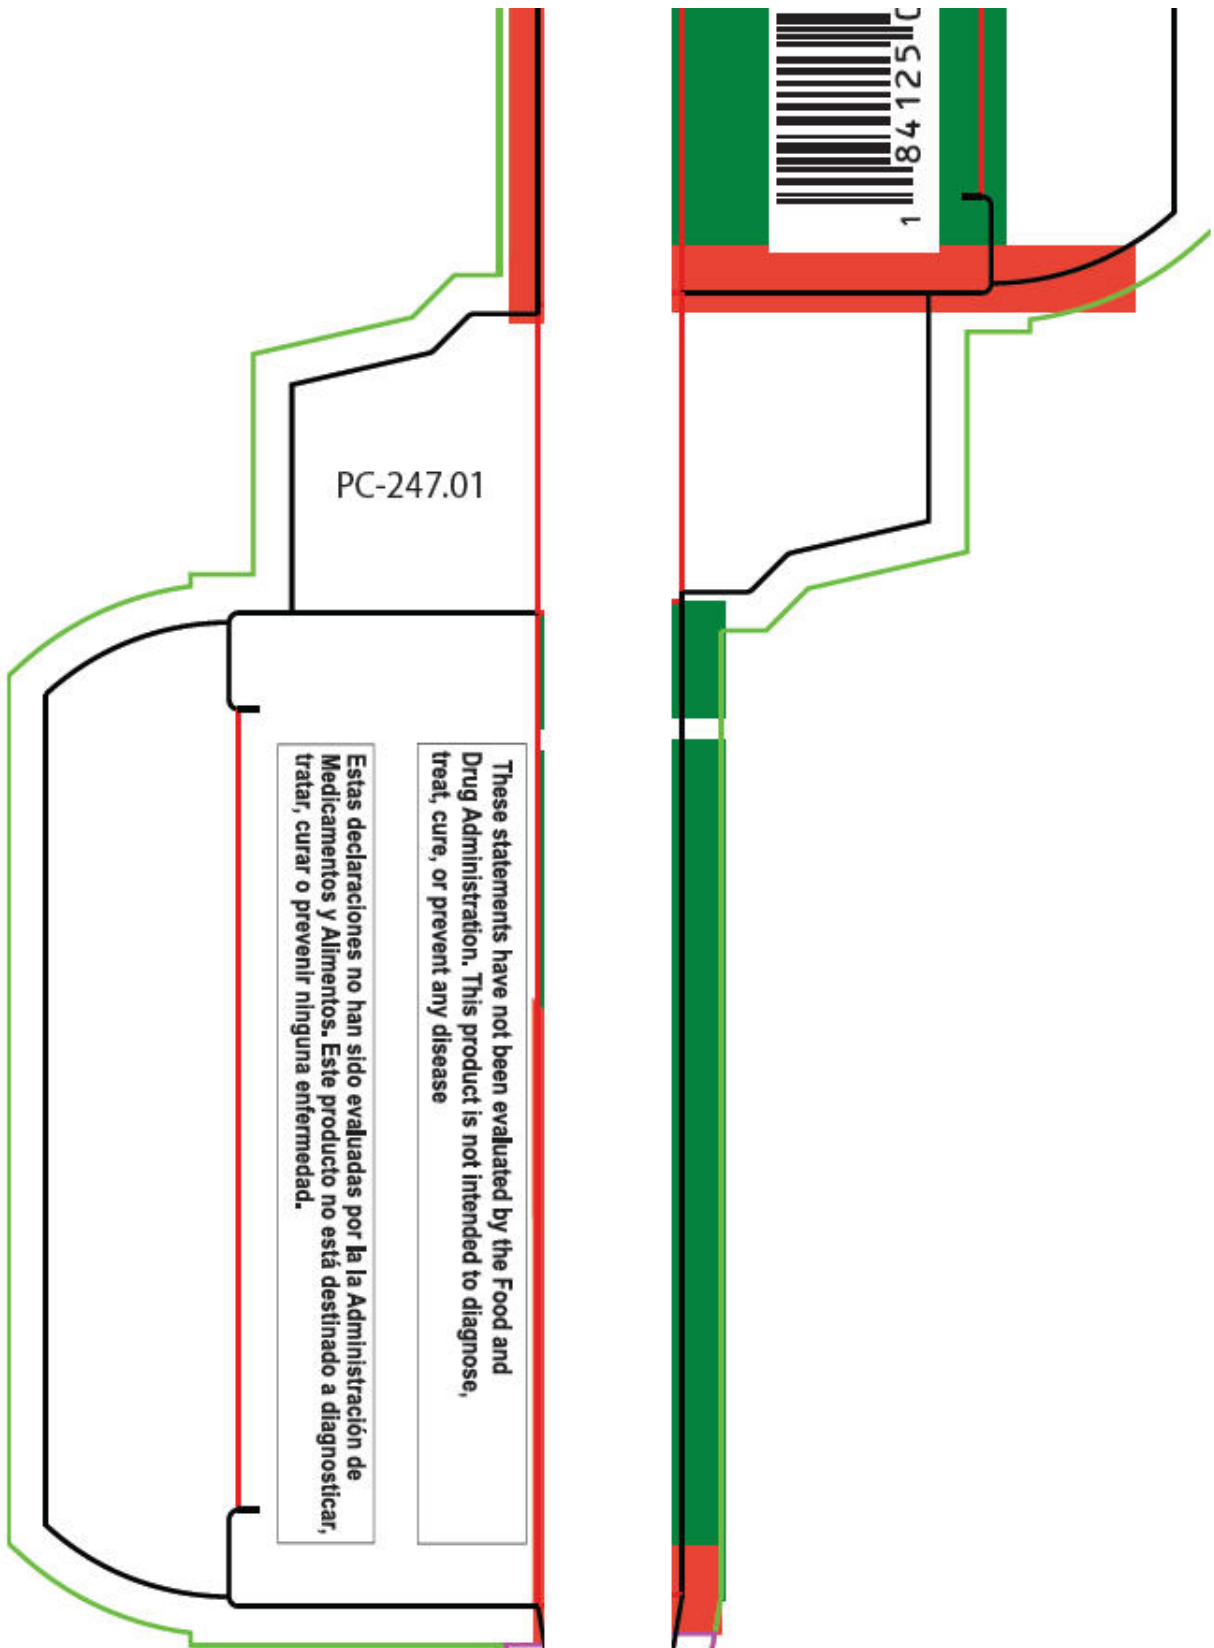 52148
1
PC-247.01
These statements have not been evaluated by the Food and
Drug Administration. This product is not intended to diagnose,
treat, cure, or prevent any disease
Estas declaraciones no han sido evaluadas por la la Administración de
Medicamentos y Alimentos. Este producto no está destinado a diagnosticar,
tratar, curar o prevenir ninguna enfermedad.